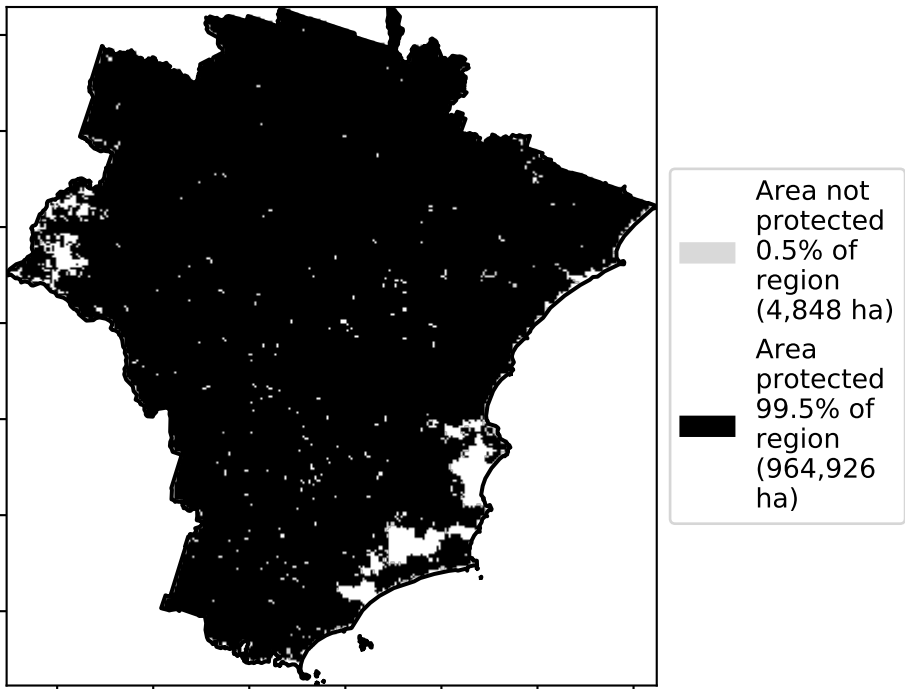 Area not
protected
0.5% of
region
(4,848 ha)
Area
protected
99.5% of
region
(964,926
ha)